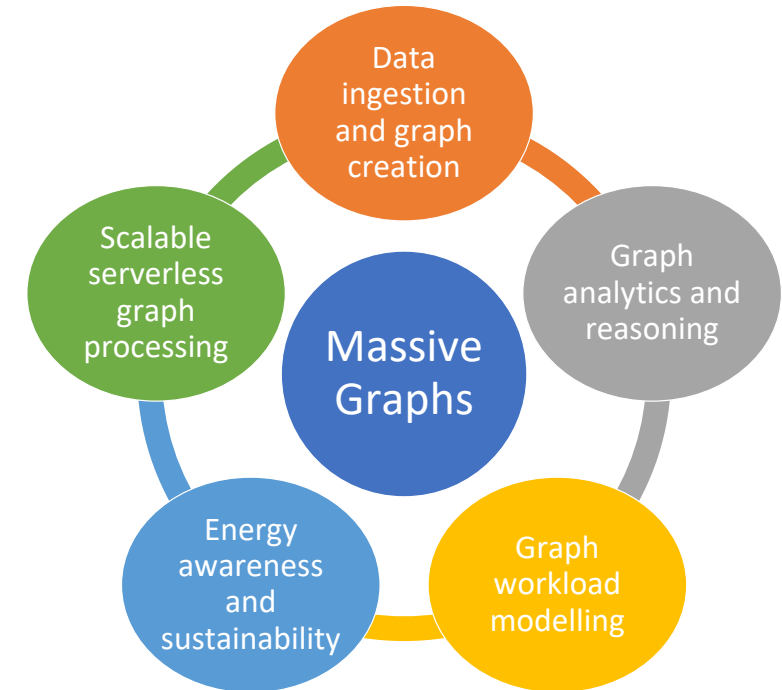 Data
ingestion
and graph
creation
Graph
analytics and
reasoning
Graph
workload
modelling
Energy
awareness
and
sustainability
Scalable
serverless
graph
processing
Massive
Graphs